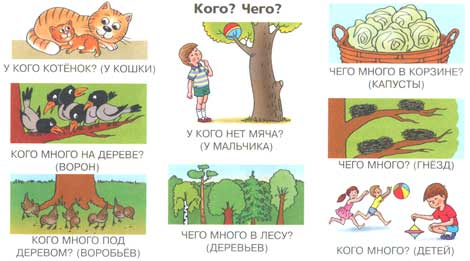 Кого? Чего?
У КОГО КОТЁНОК? (У КОШКИ)
КОГО МНОГО НА ДЕРЕВЕ?
(ВОРОН)
КОГО МНОГО ПОД
ДЕРЕВОМ? (ВОРОБЬЁВ)
У КОГО НЕТ МЯЧА?
(У МАЛЬЧИКА)
ЧЕГО МНОГО В ЛЕСУ?
(ДЕРЕВЬЕВ)
ЧЕГО МНОГО В КОРЗИНЕ?
(КАПУСТЫ)
ЧЕГО МНОГО? (ГНЁЗД)
КОГО МНОГО? (ДЕТЕЙ)